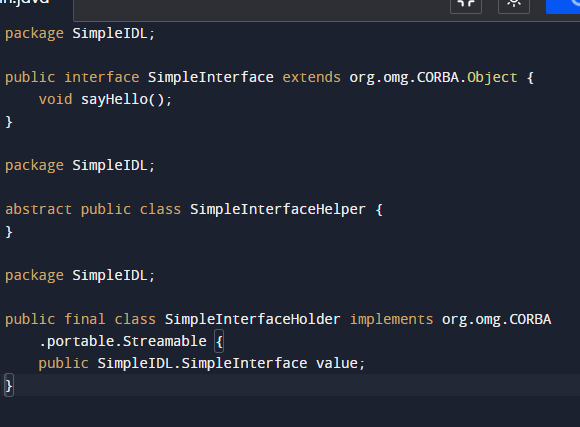 package SimpleIDL;
public interface SimpleInterface extends org.omg.CORBA.Object {
    void sayHello();
}
package SimpleIDL;
abstract public class SimpleInterfaceHelper {
}
package SimpleIDL;
public final class SimpleInterfaceHolder implements org.omg.CORBA
    .portable.Streamable {
    public SimpleIDL.SimpleInterface value;
}